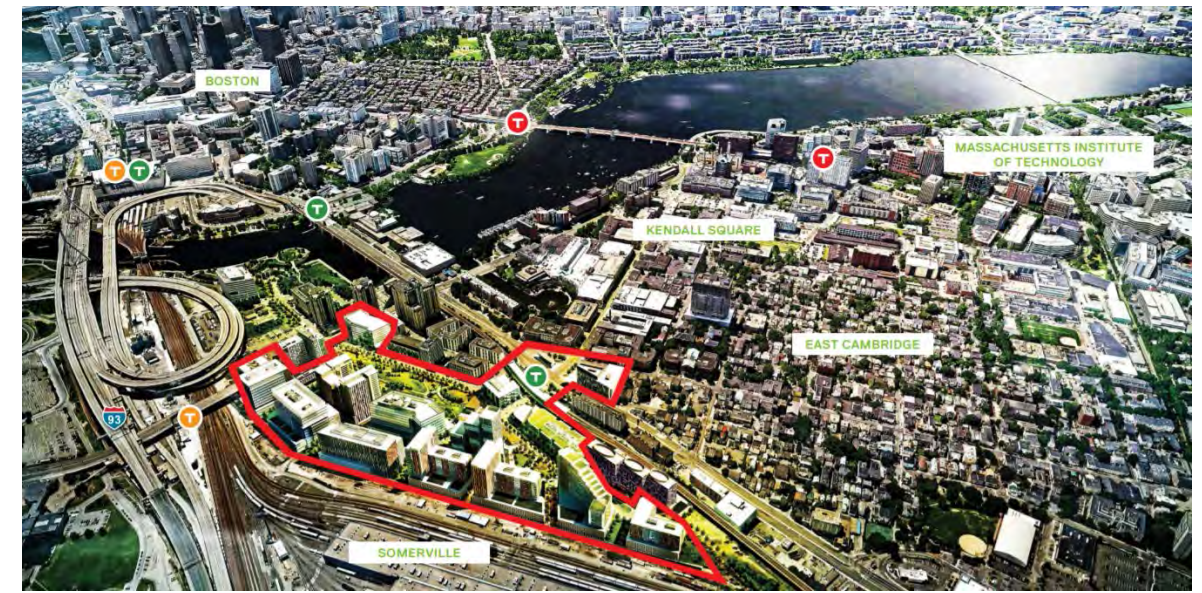 BOSTON
T
MASSACHUSETTS INSTITUTE
OF TECHNOLOGY
T
T
T
T
KENDALL SQUARE
EAST CAMBRIDGE
T
93
T
SOMERVILLE